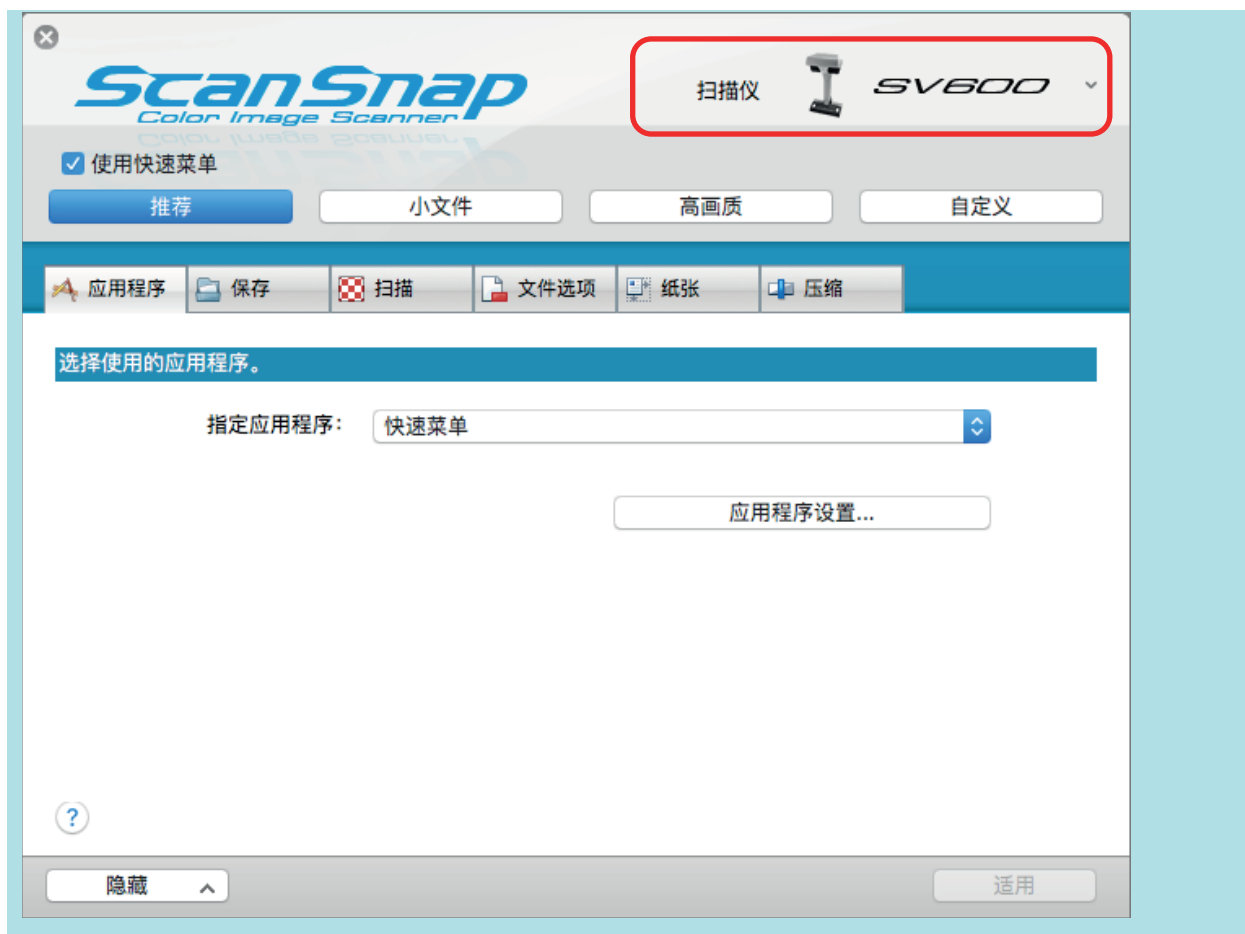 ScanSnap
Color Image Scanner
扫描仪 SV600
使用快速菜单
推荐 小文件 高画质 自定义
应用程序 保存 扫描 文件选项 纸张 压缩
选择使用的应用程序。
指定应用程序： 快速菜单
应用程序设置...
?
隐藏 适用